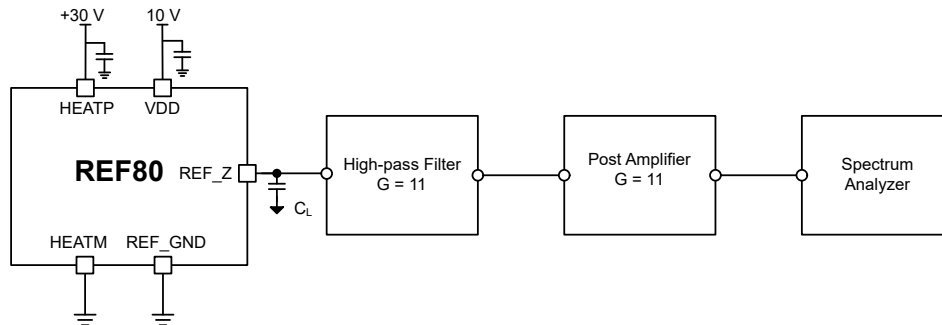 +30 V
10 V
HEATP
VDD
REF80
REF_Z
C_L
HEATM
REF_GND
High-pass Filter
G = 11
Post Amplifier
G = 11
Spectrum
Analyzer